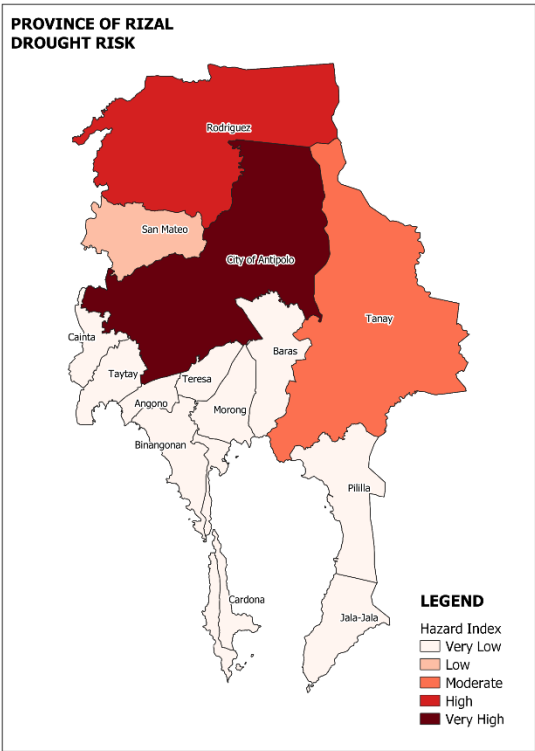 PROVINCE OF RIZAL
DROUGHT RISK
Rodriguez
San Mateo
City of Antipolo
Tanay
Cainta
Baras
Taytay
Teresa
Angono
Morong
Binangonan
Pililla
Cardona
Jala-Jala
LEGEND
Hazard Index
Very Low
Low
Moderate
High
Very High